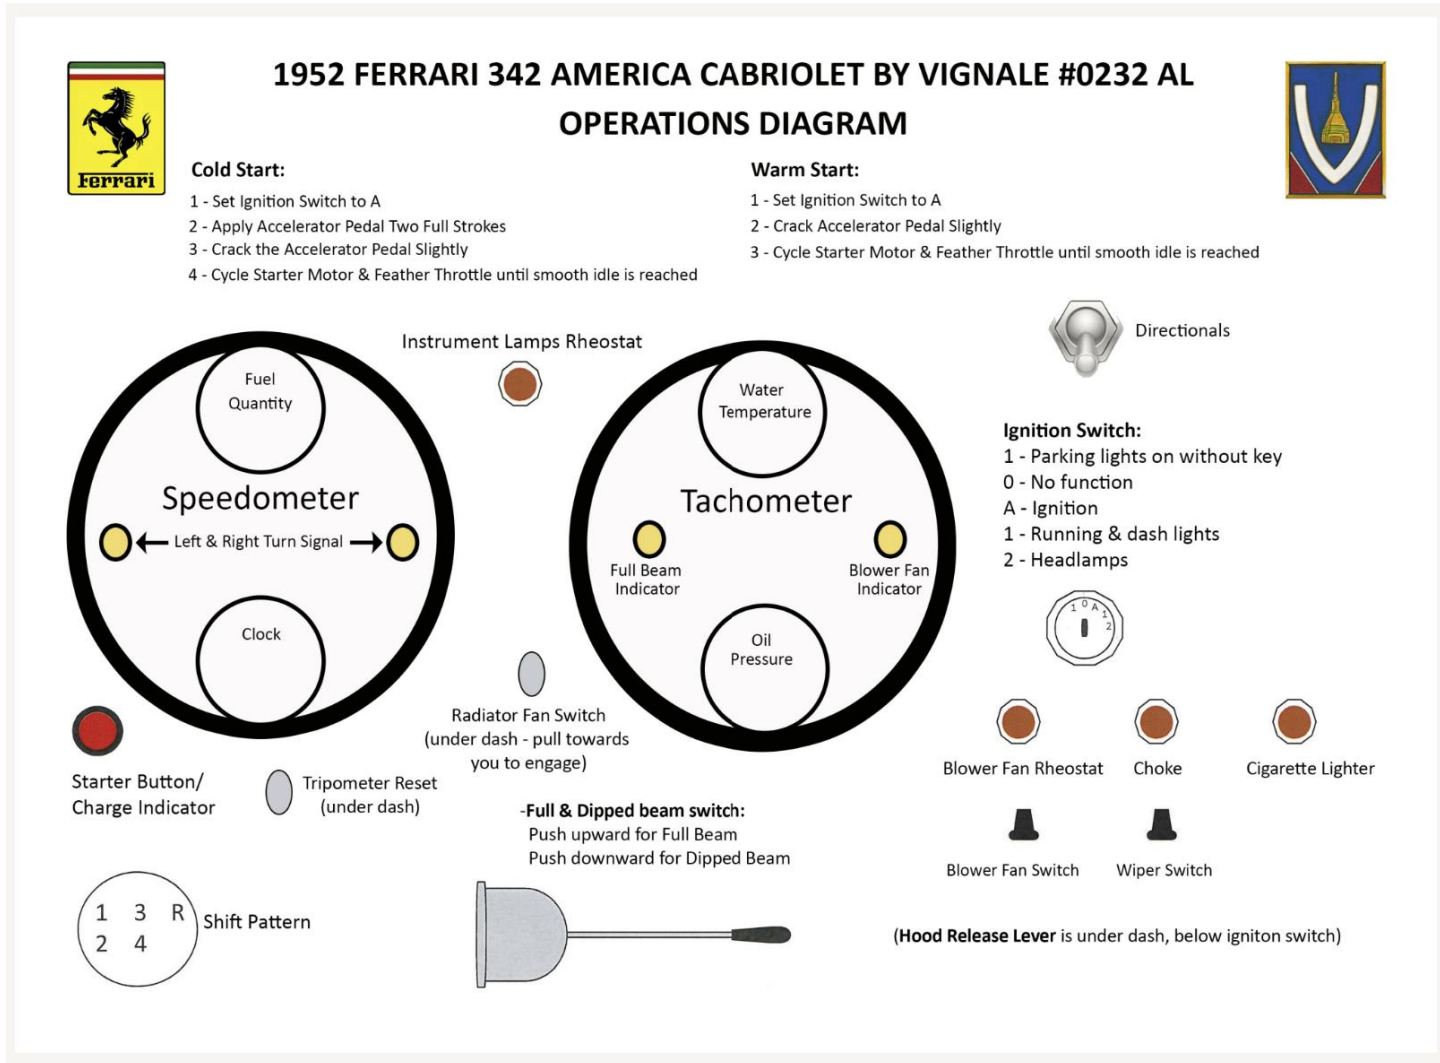 1952 FERRARI 342 AMERICA CABRIOLET BY VIGNALE #0232 AL
OPERATIONS DIAGRAM
Ferrari
Cold Start:
1 - Set Ignition Switch to A
2 - Apply Accelerator Pedal Two Full Strokes
3 - Crack the Accelerator Pedal Slightly
4 - Cycle Starter Motor & Feather Throttle until smooth idle is reached
Warm Start:
1 - Set Ignition Switch to A
2 - Crack Accelerator Pedal Slightly
3 - Cycle Starter Motor & Feather Throttle until smooth idle is reached
Fuel
Quantity
Speedometer
Left & Right Turn Signal
Clock
Instrument Lamps Rheostat
Water
Temperature
Tachometer
Full Beam
Indicator
Blower Fan
Indicator
Oil
Pressure
Directionals
Ignition Switch:
1 - Parking lights on without key
0 - No function
A - Ignition
1 - Running & dash lights
2 - Headlamps
1 0 A 1 2
Starter Button/
Charge Indicator
Tripometer Reset
(under dash)
Radiator Fan Switch
(under dash - pull towards
you to engage)
Blower Fan Rheostat
Choke
Cigarette Lighter
Blower Fan Switch
Wiper Switch
-Full & Dipped beam switch:
Push upward for Full Beam
Push downward for Dipped Beam
1 3 R
2 4
Shift Pattern
(Hood Release Lever is under dash, below igniton switch)